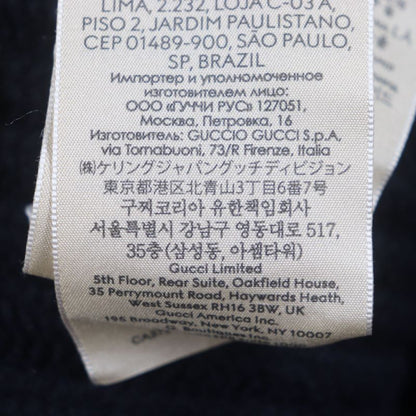 LIMA, 2.232, LOJA C-03 A,
PISO 2, JARDIM PAULISTANO,
CEP 01489-900, SÃO PAULO,
SP, BRAZIL
Импортер и уполномоченное
изготовителем лицо:
ООО «ГУЧЧИ РУС» 127051,
Москва, Петровка, 16
Изготовитель: GUCCIO GUCCI S.p.A,
via Tornabuoni, 73/R Firenze, Italia
(株)ケリングジャパングッチディビジョン
東京都港区北青山3丁目6番7号
구찌코리아 유한책임회사
서울특별시 강남구 영동대로 517,
35층(삼성동, 아셈타워)
Gucci Limited
5th Floor, Rear Suite, Oakfield House,
35 Perrymount Road, Haywards Heath,
West Sussex RH16 3BW, UK
Gucci America Inc.
195 Broadway, New York, NY 10007